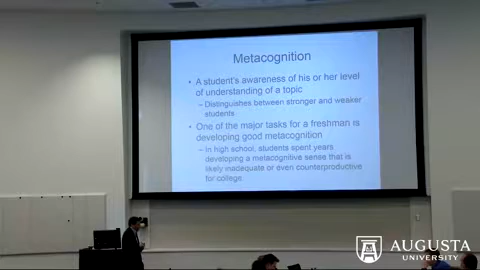 Metacognition
• A student's awareness of his or her level
of understanding of a topic
– Distinguishes between stronger and weaker
students
• One of the major tasks for a freshman is
developing good metacognition
– In high school, students spent years
developing a metacognitive sense that is
likely inadequate or even counterproductive
for college
AUGUSTA
UNIVERSITY